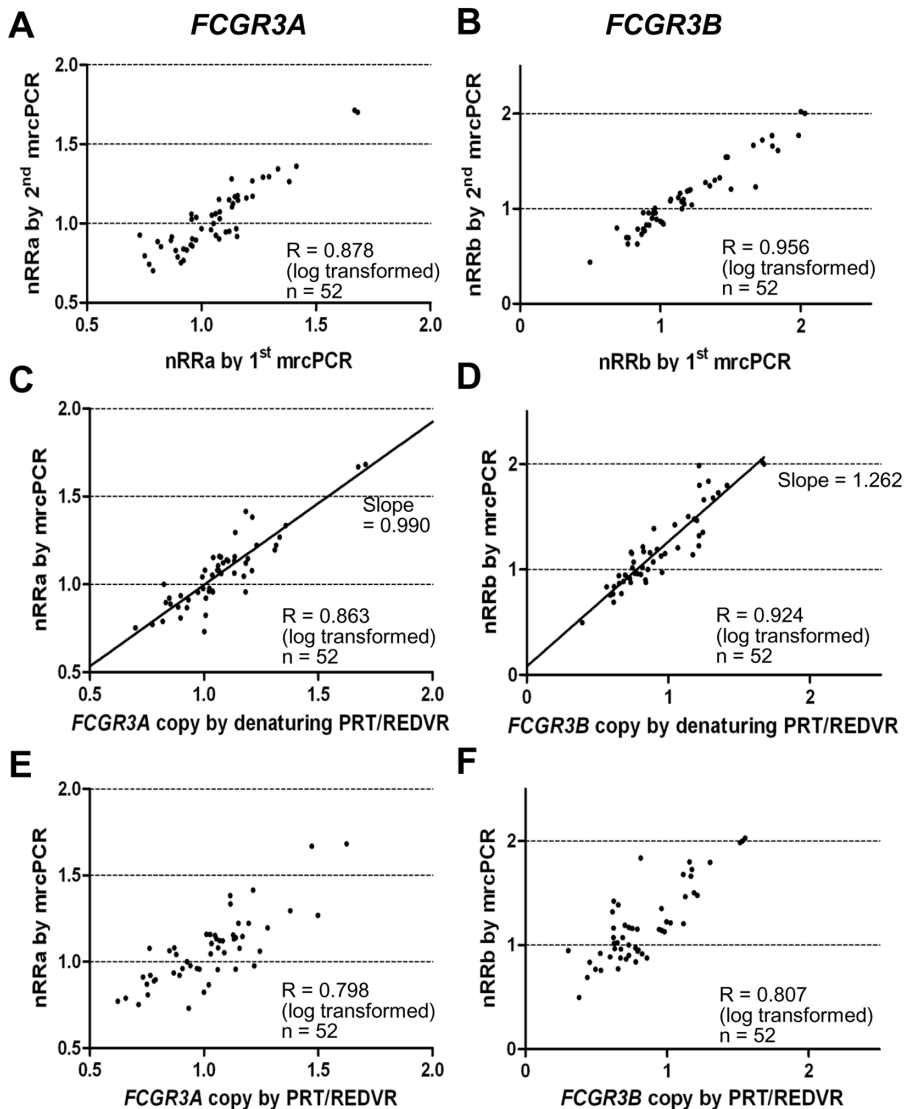 A
FCGR3A
B
FCGR3B
2.0
1.5
1.0
0.5
nRRa by 2nd mrcPCR
R = 0.878
(log transformed)
n = 52
0.5 1.0 1.5 2.0
nRRa by 1st mrcPCR
2
1
0
nRRb by 2nd mrcPCR
R = 0.956
(log transformed)
n = 52
0 1 2
nRRb by 1st mrcPCR
C
2.0
1.5
1.0
0.5
nRRa by mrcPCR
Slope
= 0.990
R = 0.863
(log transformed)
n = 52
0.5 1.0 1.5 2.0
FCGR3A copy by denaturing PRT/REDVR
D
2
1
0
nRRb by mrcPCR
Slope = 1.262
R = 0.924
(log transformed)
n = 52
0 1 2
FCGR3B copy by denaturing PRT/REDVR
E
2.0
1.5
1.0
0.5
nRRa by mrcPCR
R = 0.798
(log transformed)
n = 52
0.5 1.0 1.5 2.0
FCGR3A copy by PRT/REDVR
F
2
1
0
nRRb by mrcPCR
R = 0.807
(log transformed)
n = 52
0 1 2
FCGR3B copy by PRT/REDVR